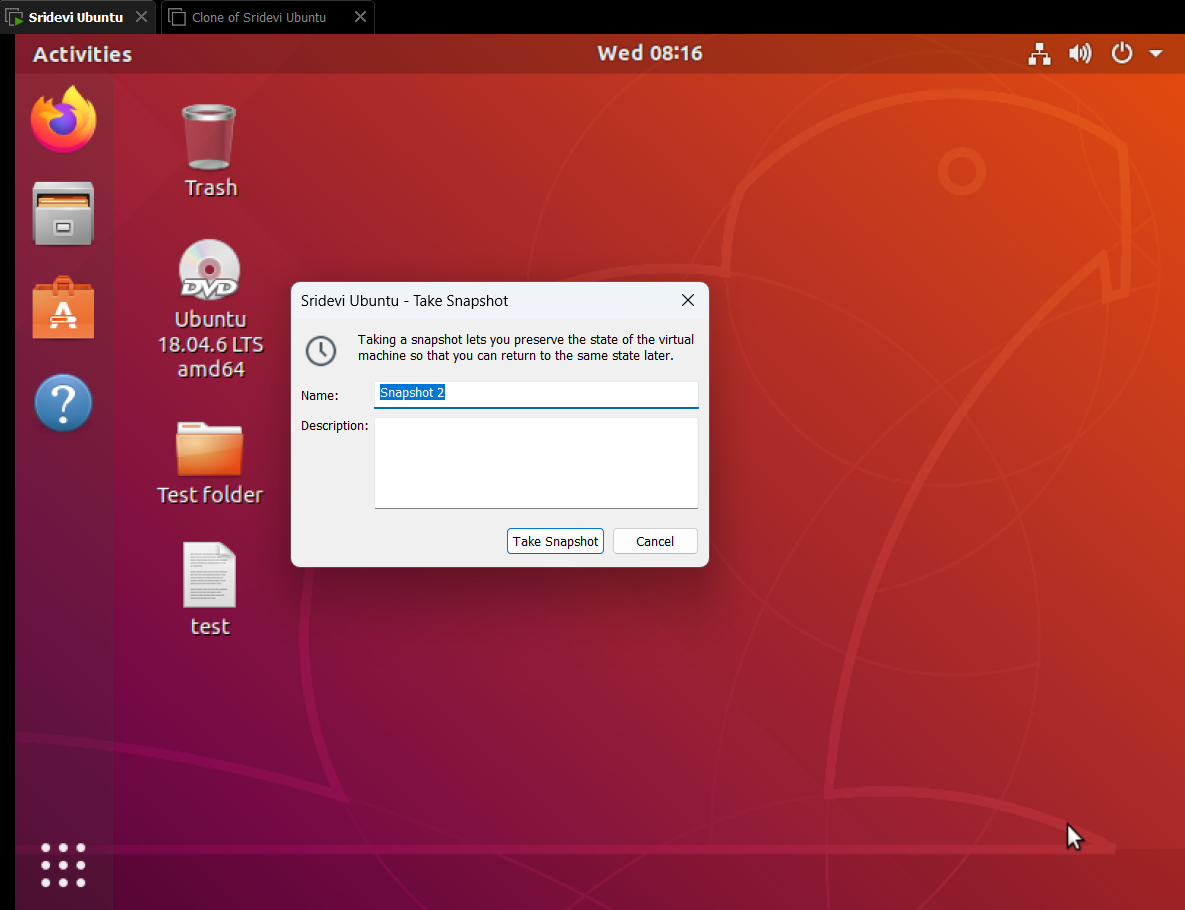 Sridevi Ubuntu
Clone of Sridevi Ubuntu
Activities
Wed 08:16
Trash
DVD
Ubuntu
18.04.6 LTS
amd64
Test folder
test
Sridevi Ubuntu - Take Snapshot
Taking a snapshot lets you preserve the state of the virtual
machine so that you can return to the same state later.
Name:
Snapshot 2
Description:
Take Snapshot
Cancel